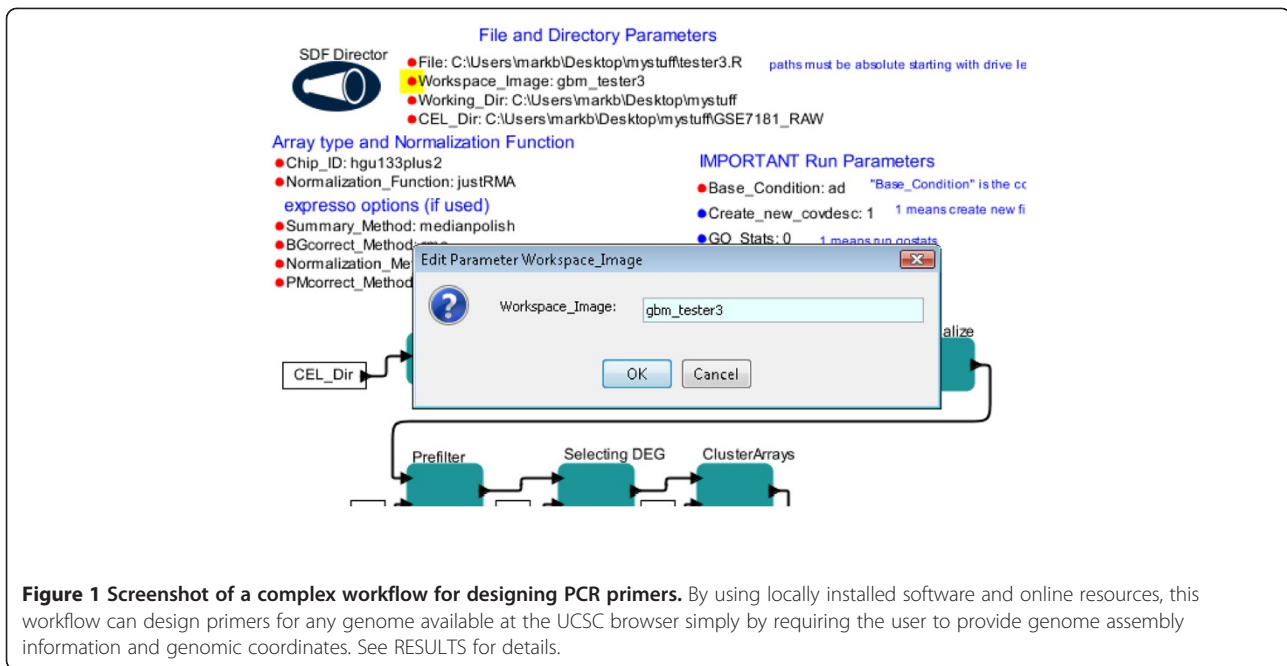 File and Directory Parameters
SDF Director
File: C:\Users\markb\Desktop\mystuff\tester3.R
paths must be absolute starting with drive le
Workspace_Image: gbm_tester3
Working_Dir: C:\Users\markb\Desktop\mystuff
CEL_Dir: C:\Users\markb\Desktop\mystuff\GSE7181_RAW
Array type and Normalization Function
Chip_ID: hgu133plus2
Normalization_Function: justRMA
expresso options (if used)
Summary_Method: medianpolish
BGcorrect_Method:
Normalization_Me
PMcorrect_Method
IMPORTANT Run Parameters
Base_Condition: ad
"Base_Condition" is the cc
Create_new_covdesc: 1
1 means create new fi
GO_Stats: 0
1 means run gostats
Edit Parameter Workspace_Image
Workspace_Image:
gbm_tester3
OK
Cancel
alize
CEL_Dir
Prefilter
Selecting DEG
ClusterArrays
Figure 1 Screenshot of a complex workflow for designing PCR primers. By using locally installed software and online resources, this
workflow can design primers for any genome available at the UCSC browser simply by requiring the user to provide genome assembly
information and genomic coordinates. See RESULTS for details.